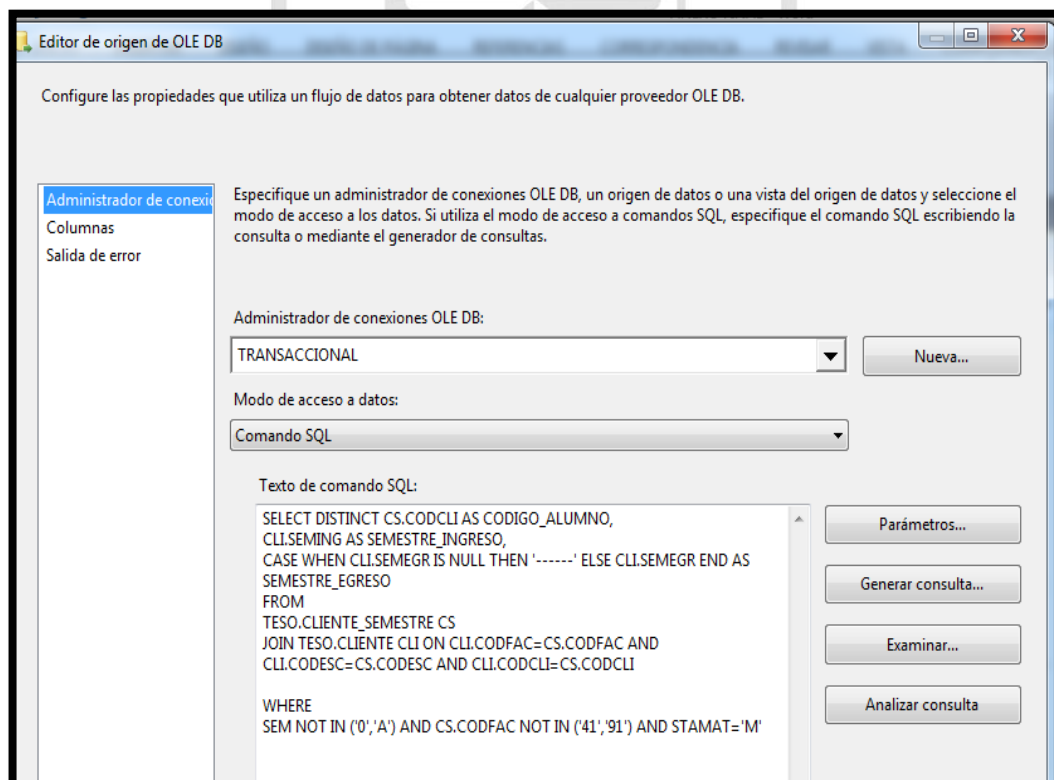 Editor de origen de OLE DB
Configure las propiedades que utiliza un flujo de datos para obtener datos de cualquier proveedor OLE DB.
Administrador de conexic
Columnas
Salida de error
Especifique un administrador de conexiones OLE DB, un origen de datos o una vista del origen de datos y seleccione el
modo de acceso a los datos. Si utiliza el modo de acceso a comandos SQL, especifique el comando SQL escribiendo la
consulta o mediante el generador de consultas.
Administrador de conexiones OLE DB:
TRANSACCIONAL
Nueva...
Modo de acceso a datos:
Comando SQL
Texto de comando SQL:
SELECT DISTINCT CS.CODCLI AS CODIGO_ALUMNO,
CLI.SEMING AS SEMESTRE_INGRESO,
CASE WHEN CLI.SEMEGR IS NULL THEN '------' ELSE CLI.SEMEGR END AS
SEMESTRE_EGRESO
FROM
TESO.CLIENTE_SEMESTRE CS
JOIN TESO.CLIENTE CLI ON CLI.CODFAC=CS.CODFAC AND
CLI.CODESC=CS.CODESC AND CLI.CODCLI=CS.CODCLI
WHERE
SEM NOT IN ('0','A') AND CS.CODFAC NOT IN ('41','91') AND STAMAT='M'
Parámetros...
Generar consulta...
Examinar...
Analizar consulta